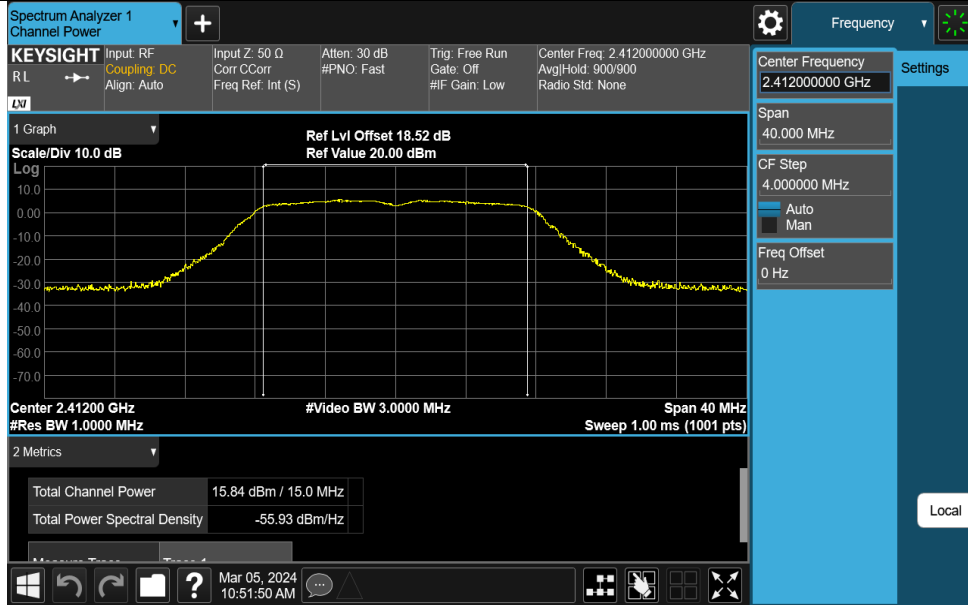 Spectrum Analyzer 1
Channel Power
+
Frequency
KEYSIGHT
R L
LXI
Input: RF
Coupling: DC
Align: Auto
Input Z: 50 Ω
Corr CCorr
Freq Ref: Int (S)
Atten: 30 dB
#PNO: Fast
Trig: Free Run
Gate: Off
#IF Gain: Low
Center Freq: 2.412000000 GHz
Avg|Hold: 900/900
Radio Std: None
1 Graph
Scale/Div 10.0 dB
Ref Lvl Offset 18.52 dB
Ref Value 20.00 dBm
Log
10.0
0.00
-10.0
-20.0
-30.0
-40.0
-50.0
-60.0
-70.0
Center 2.41200 GHz
#Video BW 3.0000 MHz
Span 40 MHz
#Res BW 1.0000 MHz
Sweep 1.00 ms (1001 pts)
2 Metrics
Total Channel Power 15.84 dBm / 15.0 MHz
Total Power Spectral Density -55.93 dBm/Hz
?
Mar 05, 2024
10:51:50 AM
Center Frequency
2.412000000 GHz
Span
40.000 MHz
CF Step
4.000000 MHz
Auto
Man
Freq Offset
0 Hz
Settings
Local